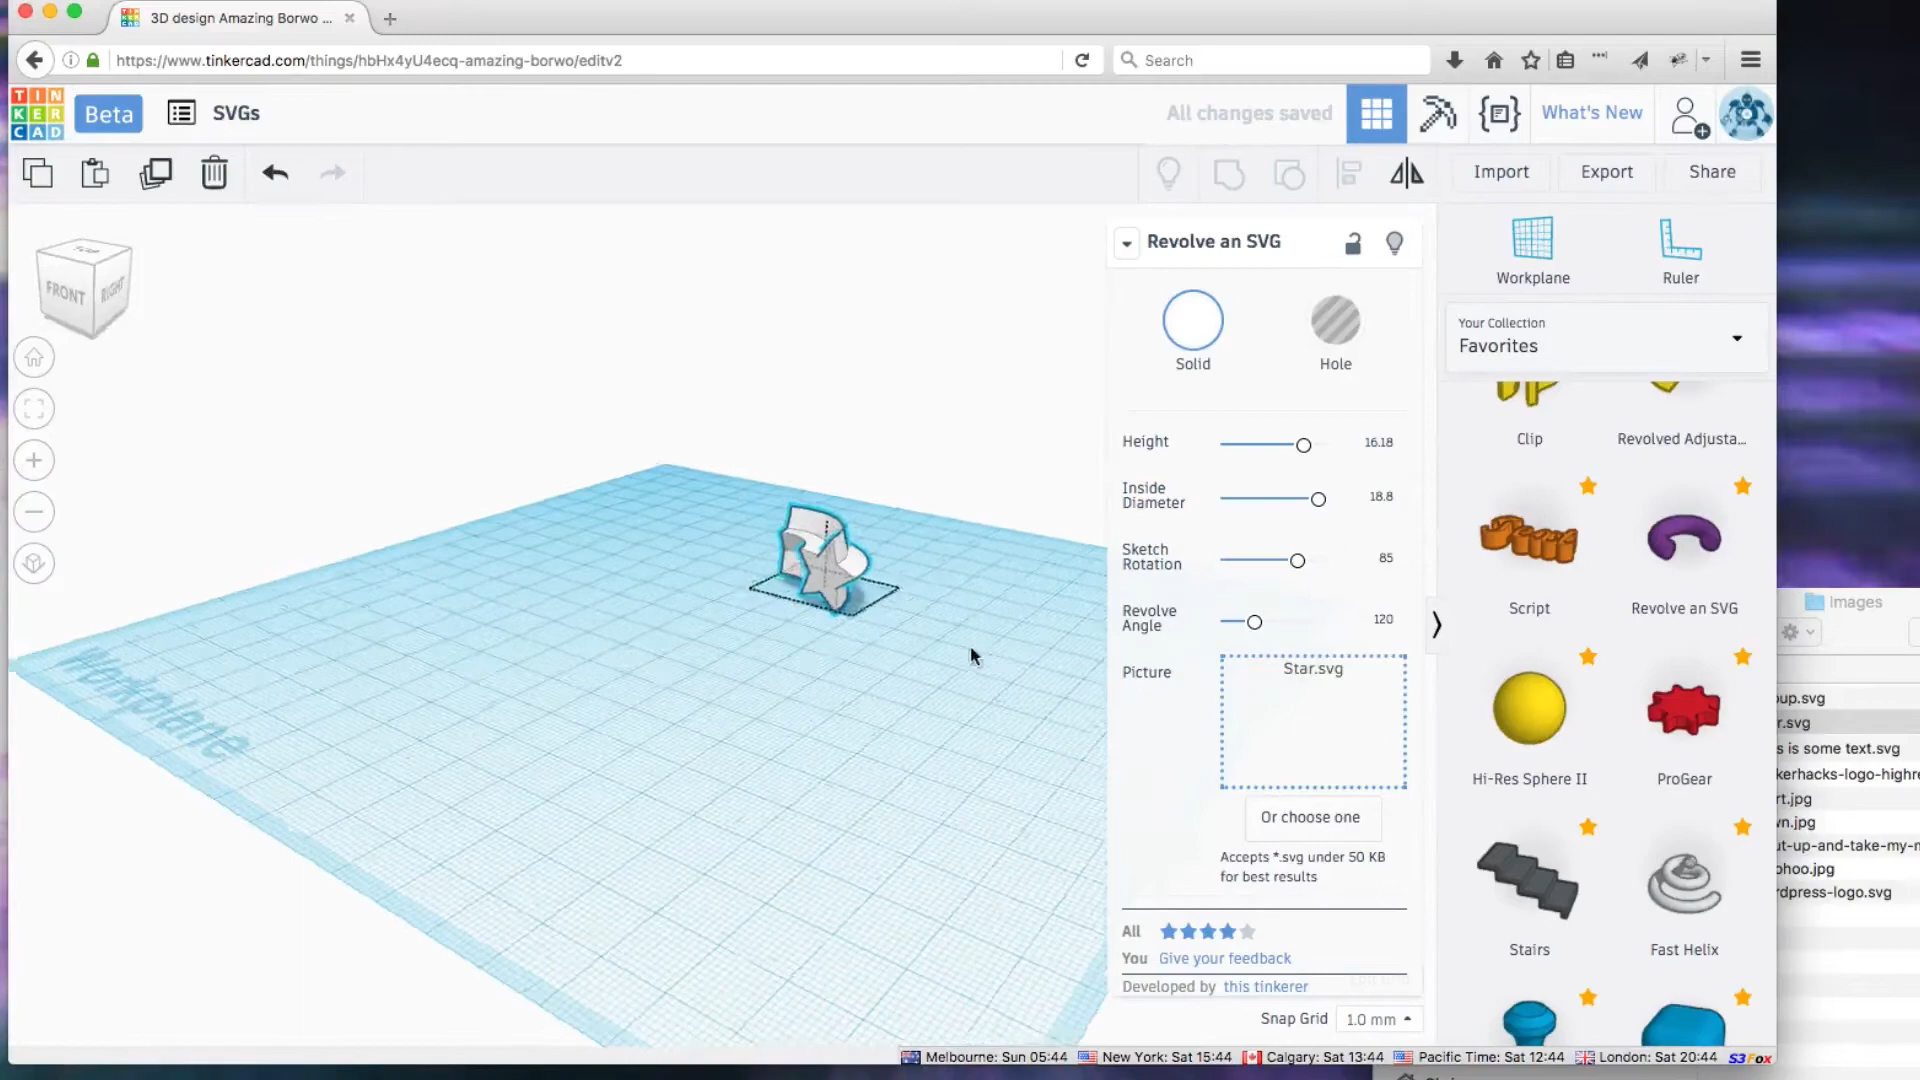 3D design Amazing Borwo ...
https://www.tinkercad.com/things/hbHx4yU4ecq-amazing-borwo/editv2
Search
TIN
KER
CAD
Beta
SVGs
All changes saved
What's New
Import
Export
Share
TOP
FRONT
RIGHT
Workplane
Revolve an SVG
Solid
Hole
Height
16.18
Inside
Diameter
18.8
Sketch
Rotation
85
Revolve
Angle
120
Picture
Star.svg
Or choose one
Accepts *.svg under 50 KB
for best results
All
You Give your feedback
Developed by this tinkerer
Snap Grid
1.0 mm
Workplane
Ruler
Your Collection
Favorites
Clip
Revolved Adjusta...
Script
Revolve an SVG
Hi-Res Sphere II
ProGear
Stairs
Fast Helix
Images
oup.svg
r.svg
s is some text.svg
kerhacks-logo-highre
rt.jpg
wn.jpg
ut-up-and-take-my-n
ohoo.jpg
rdpress-logo.svg
Melbourne: Sun 05:44
New York: Sat 15:44
Calgary: Sat 13:44
Pacific Time: Sat 12:44
London: Sat 20:44
S3Fox